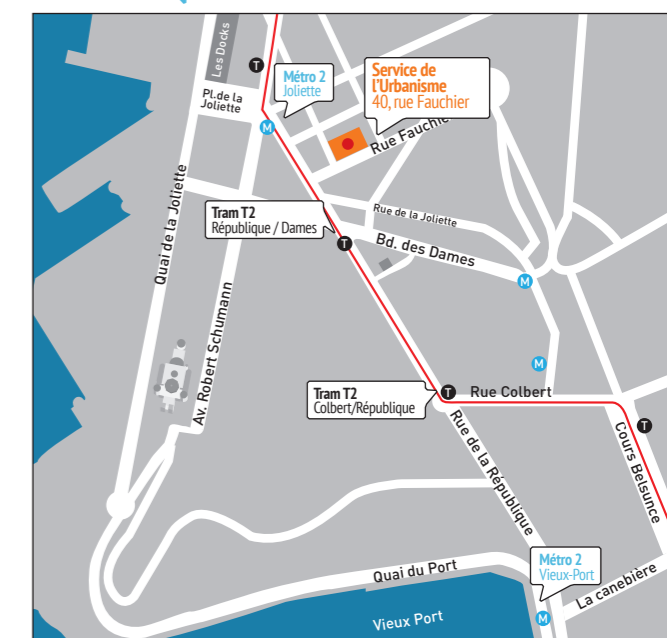 Les Docks
T
Métro 2
Joliette
Service de
l'Urbanisme
40, rue Fauchier
Pl.de la
Joliette
M
Rue Fauchier
Quai de la Joliette
Tram T2
République / Dames
Rue de la Joliette
T
Bd. des Dames
M
Av. Robert Schumann
M
Tram T2
Colbert/République
T
Rue Colbert
T
Rue de la République
Cours Belsunce
Quai du Port
Métro 2
Vieux-Port
La canebière
Vieux Port
M